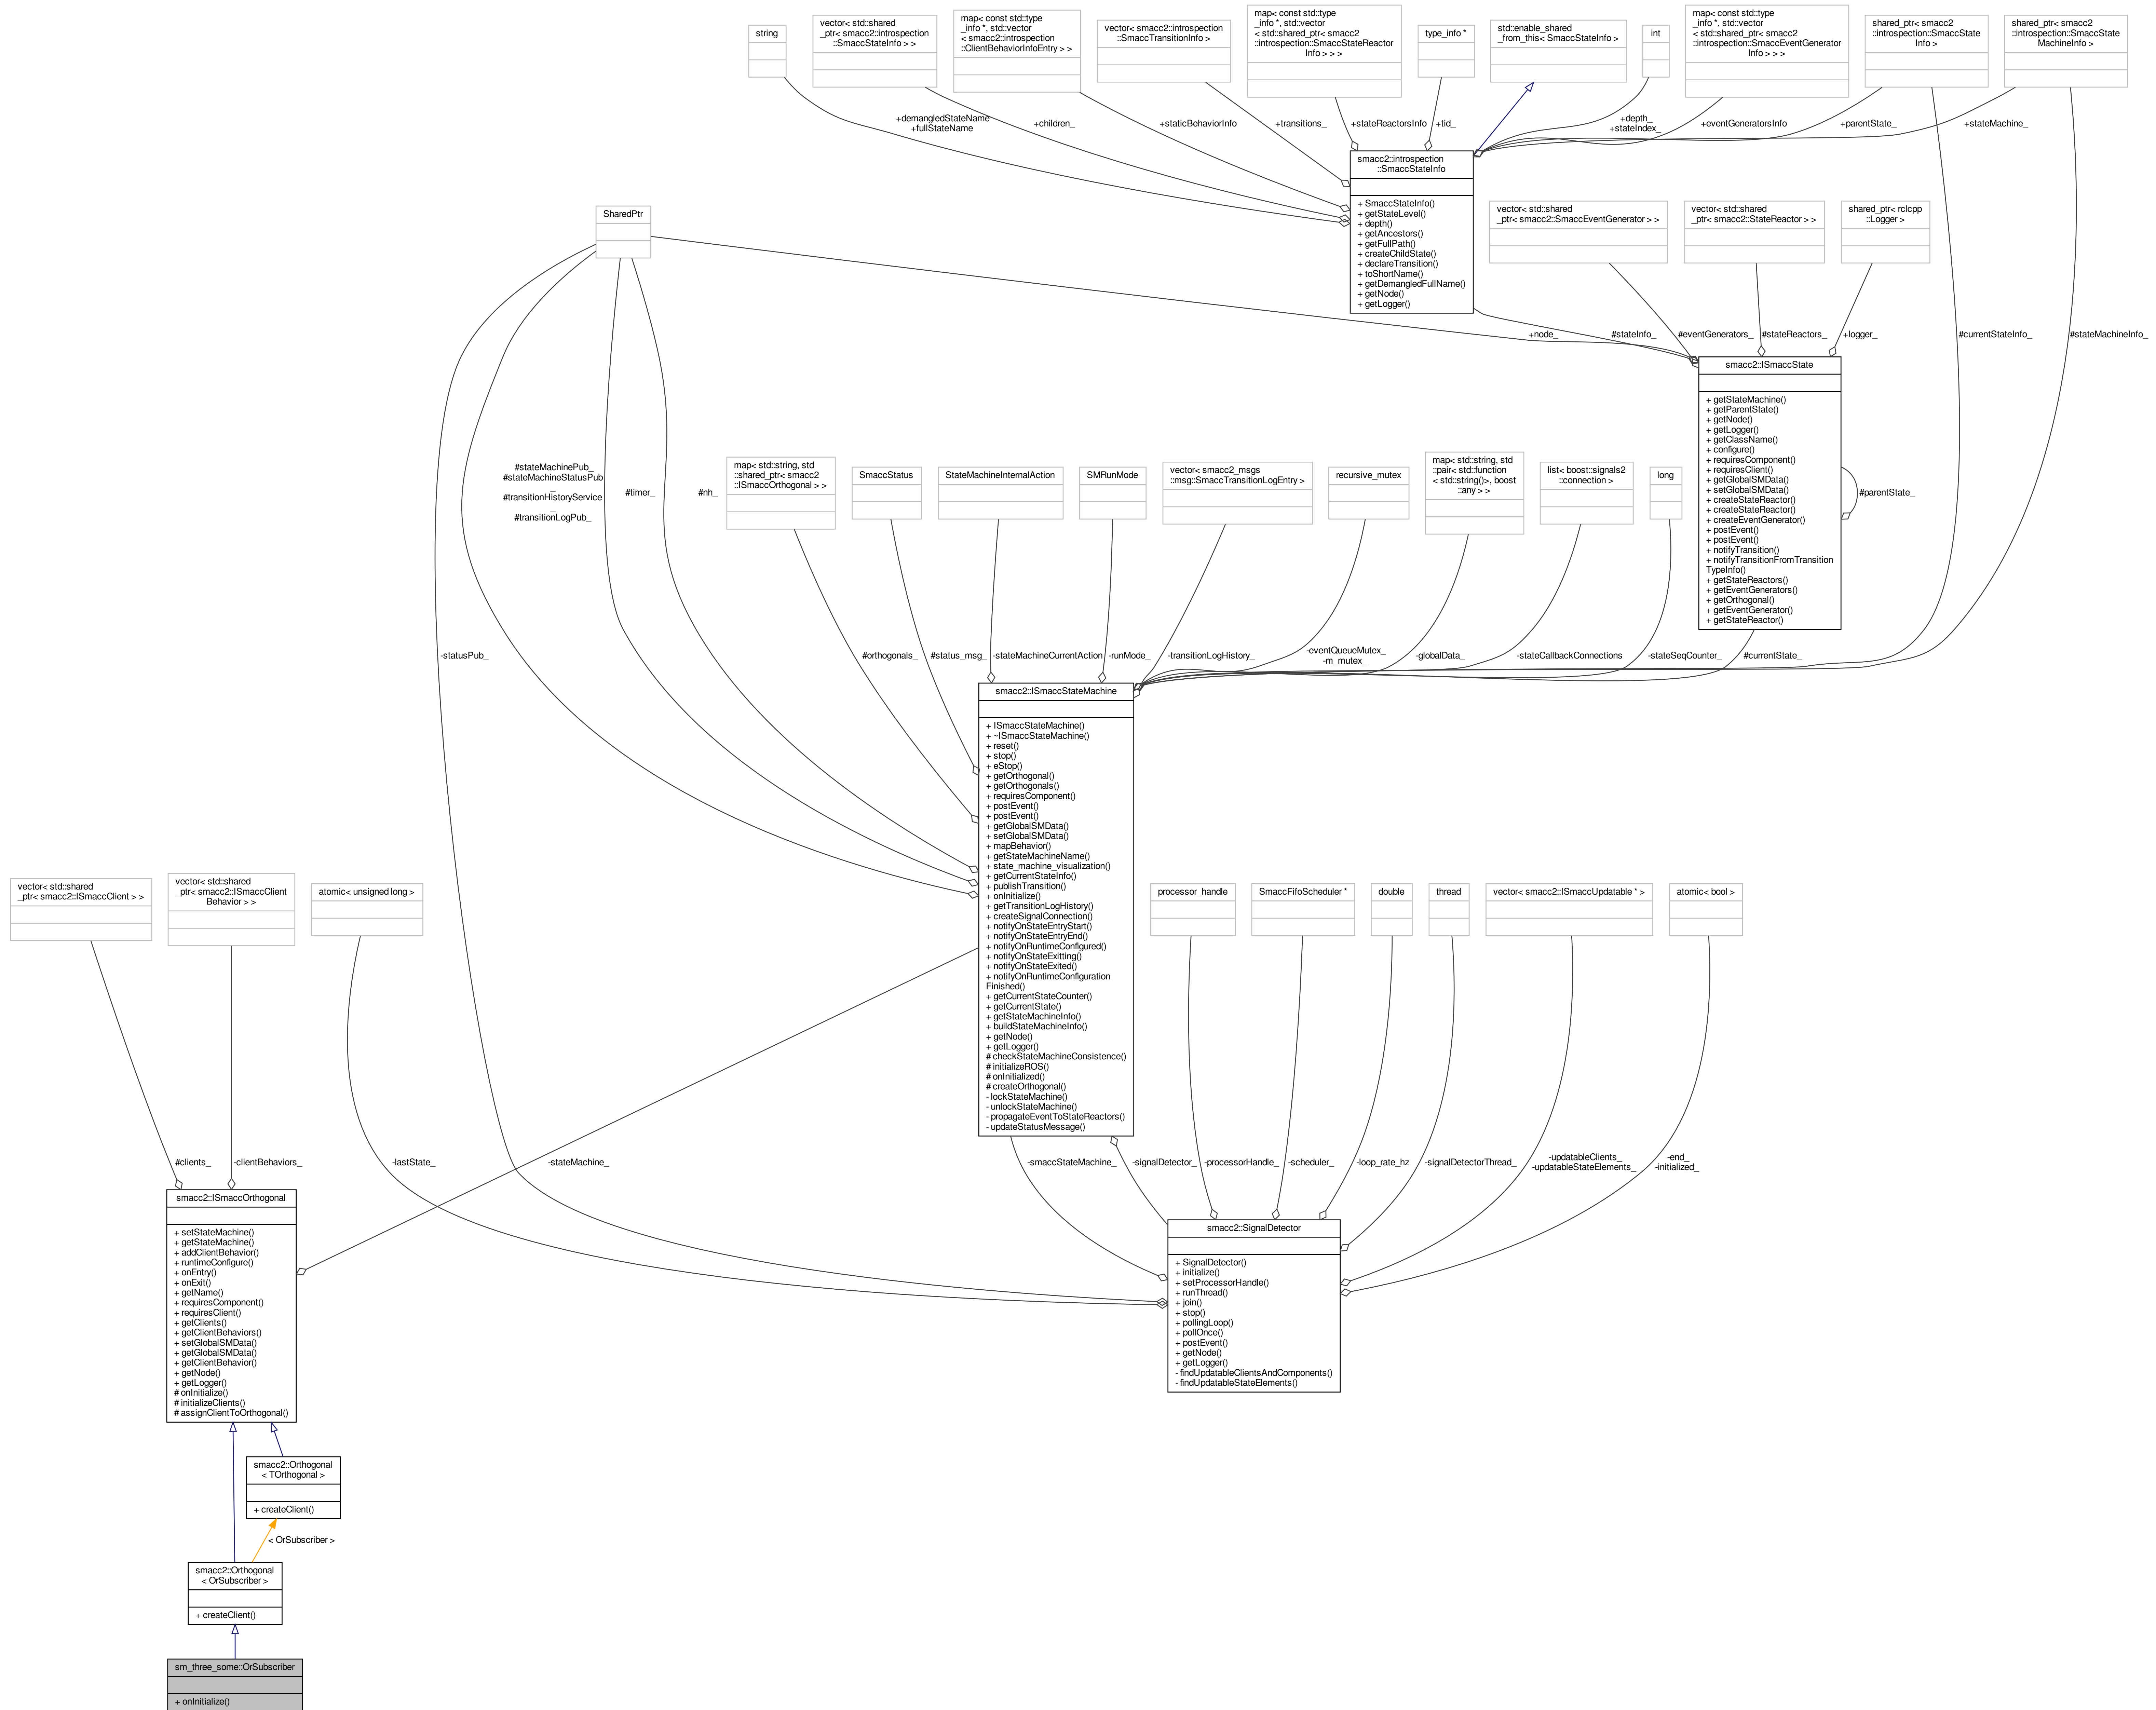 string
vector< std::shared
_ptr< smacc2::introspection
::SmaccStateInfo > >
map< const std::type
_info *, std::vector
< smacc2::introspection
::ClientBehaviorInfoEntry > >
vector< smacc2::introspection
::SmaccTransitionInfo >
map< const std::type
_info *, std::vector
< std::shared_ptr< smacc2
::introspection::SmaccStateReactor
Info > > >
type_info *
std::enable_shared
_from_this< SmaccStateInfo >
int
map< const std::type
_info *, std::vector
< std::shared_ptr< smacc2
::introspection::SmaccEventGenerator
Info > > >
shared_ptr< smacc2
::introspection::SmaccState
Info >
shared_ptr< smacc2
::introspection::SmaccState
MachineInfo >
+demangledStateName
+fullStateName
+children_
+staticBehaviorInfo
+transitions_
+stateReactorsInfo
+tid_
+depth_
+stateIndex_
+eventGeneratorsInfo
+parentState_
+stateMachine_
smacc2::introspection
::SmaccStateInfo
+ SmaccStateInfo()
+ getStateLevel()
+ depth()
+ getAncestors()
+ getFullPath()
+ createChildState()
+ declareTransition()
+ toShortName()
+ getDemangledFullName()
+ getNode()
+ getLogger()
SharedPtr
vector< std::shared
_ptr< smacc2::SmaccEventGenerator > >
vector< std::shared
_ptr< smacc2::StateReactor > >
shared_ptr< rclcpp
::Logger >
+node_
#stateInfo_
#eventGenerators_
#stateReactors_
+logger_
#currentStateInfo_
#stateMachineInfo_
smacc2::ISmaccState
+ getStateMachine()
+ getParentState()
+ getNode()
+ getLogger()
+ getClassName()
+ configure()
+ requiresComponent()
+ requiresClient()
+ getGlobalSMData()
+ setGlobalSMData()
+ createStateReactor()
+ createStateReactor()
+ createEventGenerator()
+ postEvent()
+ postEvent()
+ notifyTransition()
+ notifyTransitionFromTransition
TypeInfo()
+ getStateReactors()
+ getEventGenerators()
+ getOrthogonal()
+ getEventGenerator()
+ getStateReactor()
#parentState_
#stateMachinePub_
#stateMachineStatusPub
_
#transitionHistoryService
_
#transitionLogPub_
#timer_
#nh_
map< std::string, std
::shared_ptr< smacc2
::ISmaccOrthogonal > >
SmaccStatus
StateMachineInternalAction
SMRunMode
vector< smacc2_msgs
::msg::SmaccTransitionLogEntry >
recursive_mutex
map< std::string, std
::pair< std::function
< std::string()>, boost
::any > >
list< boost::signals2
::connection >
long
-statusPub_
#orthogonals_
#status_msg_
-stateMachineCurrentAction
-runMode_
-transitionLogHistory_
-eventQueueMutex_
-m_mutex_
-globalData_
-stateCallbackConnections
-stateSeqCounter_
#currentState_
smacc2::ISmaccStateMachine
+ ISmaccStateMachine()
+ ~ISmaccStateMachine()
+ reset()
+ stop()
+ eStop()
+ getOrthogonal()
+ getOrthogonals()
+ requiresComponent()
+ postEvent()
+ postEvent()
+ getGlobalSMData()
+ setGlobalSMData()
+ mapBehavior()
+ getStateMachineName()
+ state_machine_visualization()
+ getCurrentStateInfo()
+ publishTransition()
+ onInitialize()
+ getTransitionLogHistory()
+ createSignalConnection()
+ notifyOnStateEntryStart()
+ notifyOnStateEntryEnd()
+ notifyOnRuntimeConfigured()
+ notifyOnStateExitting()
+ notifyOnStateExited()
+ notifyOnRuntimeConfiguration
Finished()
+ getCurrentStateCounter()
+ getCurrentState()
+ getStateMachineInfo()
+ buildStateMachineInfo()
+ getNode()
+ getLogger()
# checkStateMachineConsistence()
# initializeROS()
# onInitialized()
# createOrthogonal()
- lockStateMachine()
- unlockStateMachine()
- propagateEventToStateReactors()
- updateStatusMessage()
vector< std::shared
_ptr< smacc2::ISmaccClient > >
vector< std::shared
_ptr< smacc2::ISmaccClient
Behavior > >
atomic< unsigned long >
processor_handle
SmaccFifoScheduler *
double
thread
vector< smacc2::ISmaccUpdatable * >
atomic< bool >
#clients_
-clientBehaviors_
-lastState_
-stateMachine_
-smaccStateMachine_
-signalDetector_
-processorHandle_
-scheduler_
-loop_rate_hz
-signalDetectorThread_
-updatableClients_
-updatableStateElements_
-end_
-initialized_
smacc2::ISmaccOrthogonal
+ setStateMachine()
+ getStateMachine()
+ addClientBehavior()
+ runtimeConfigure()
+ onEntry()
+ onExit()
+ getName()
+ requiresComponent()
+ requiresClient()
+ getClients()
+ getClientBehaviors()
+ setGlobalSMData()
+ getGlobalSMData()
+ getClientBehavior()
+ getNode()
+ getLogger()
# onInitialize()
# initializeClients()
# assignClientToOrthogonal()
smacc2::SignalDetector
+ SignalDetector()
+ initialize()
+ setProcessorHandle()
+ runThread()
+ join()
+ stop()
+ pollingLoop()
+ pollOnce()
+ postEvent()
+ getNode()
+ getLogger()
- findUpdatableClientsAndComponents()
- findUpdatableStateElements()
smacc2::Orthogonal
< TOrthogonal >
+ createClient()
< OrSubscriber >
smacc2::Orthogonal
< OrSubscriber >
+ createClient()
sm_three_some::OrSubscriber
+ onInitialize()